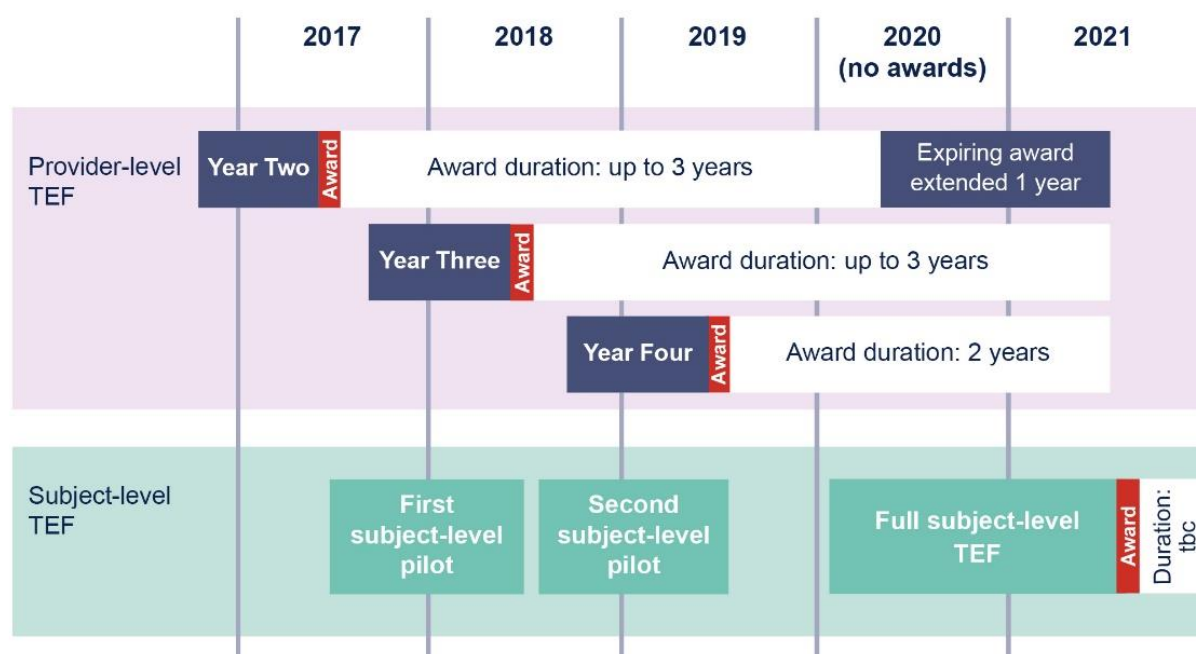 2017
2018
2019
2020
(no awards)
2021
Provider-level
TEF
Year Two
Award
Award duration: up to 3 years
Expiring award
extended 1 year
Year Three
Award
Award duration: up to 3 years
Year Four
Award
Award duration: 2 years
Subject-level
TEF
First
subject-level
pilot
Second
subject-level
pilot
Full subject-level
TEF
Award
Duration:
tbc